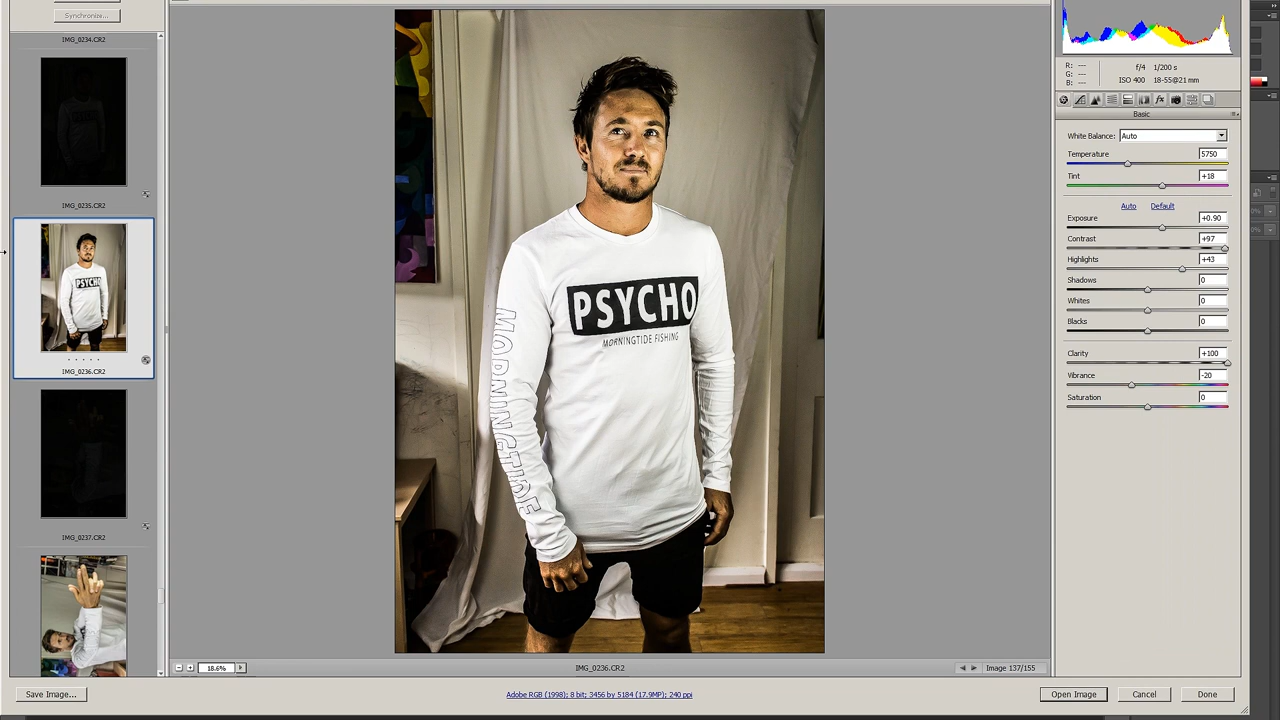 Synchronize...
IMG_0234.CR2
IMG_0235.CR2
IMG_0236.CR2
IMG_0237.CR2
PSYCHO
MORNINGTIDE FISHING
MORNINGTIDE
18.6%
IMG_0236.CR2
Image 137/155
R: ---
G: ---
B: ---
f/4 1/200 s
ISO 400 18-55@21 mm
fx
Basic
White Balance: Auto
Temperature 5750
Tint +18
Auto Default
Exposure +0.90
Contrast +97
Highlights +43
Shadows 0
Whites 0
Blacks 0
Clarity +100
Vibrance -20
Saturation 0
Save Image...
Adobe RGB (1998); 8 bit; 3456 by 5184 (17.9MP); 240 ppi
Open Image
Cancel
Done